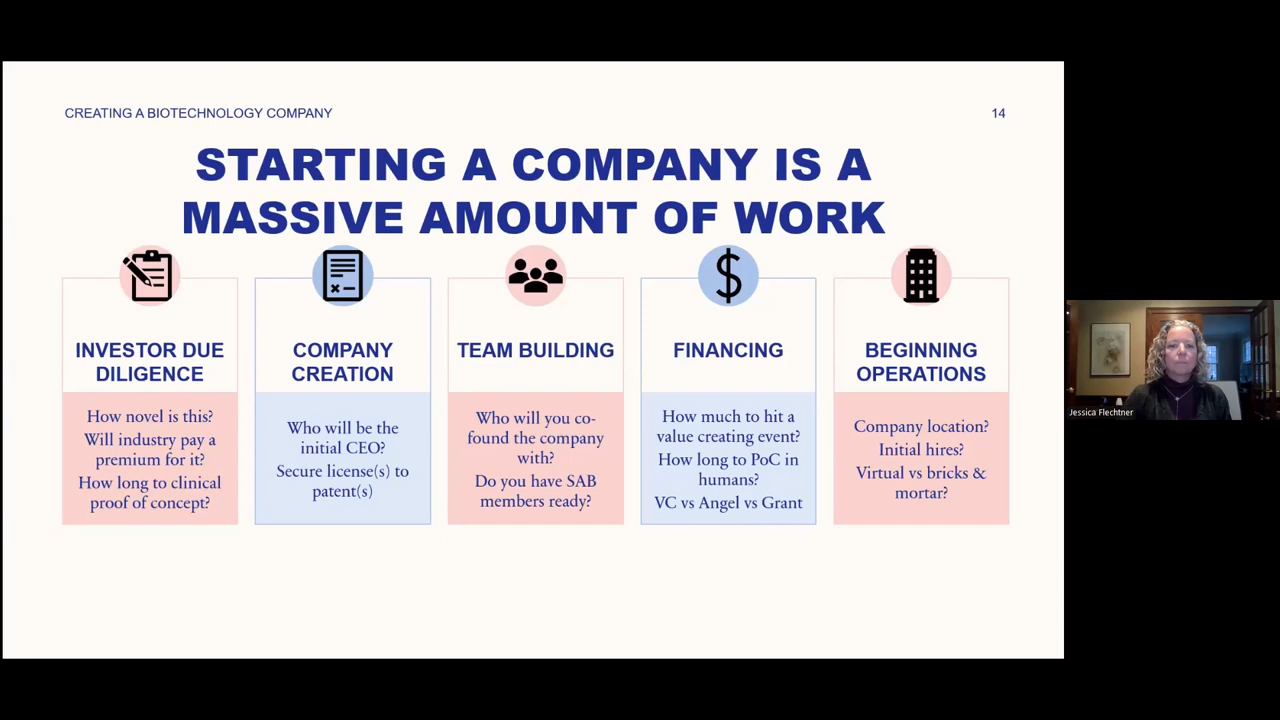 CREATING A BIOTECHNOLOGY COMPANY
14
STARTING A COMPANY IS A
MASSIVE AMOUNT OF WORK
INVESTOR DUE
DILIGENCE
How novel is this?
Will industry pay a
premium for it?
How long to clinical
proof of concept?
COMPANY
CREATION
Who will be the
initial CEO?
Secure license(s) to
patent(s)
TEAM BUILDING
Who will you co-
found the company
with?
Do you have SAB
members ready?
FINANCING
How much to hit a
value creating event?
How long to PoC in
humans?
VC vs Angel vs Grant
BEGINNING
OPERATIONS
Company location?
Initial hires?
Virtual vs bricks &
mortar?
Jessica Flechtner